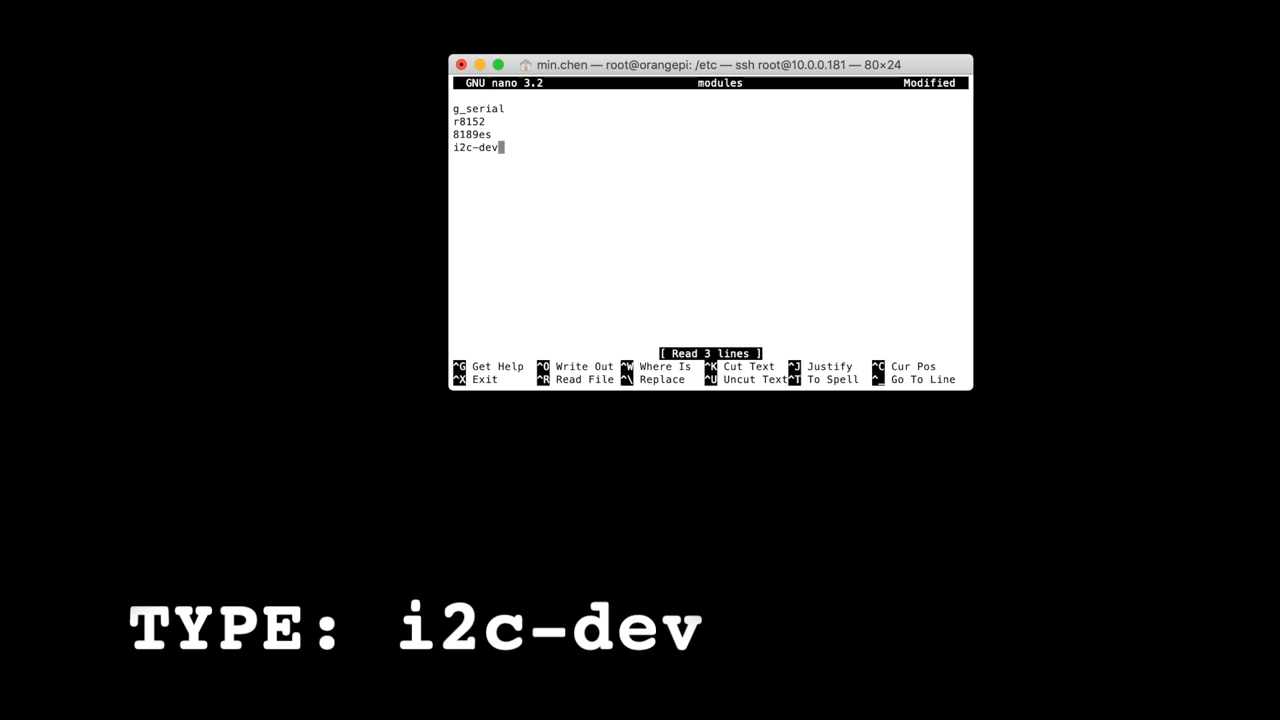 min.chen — root@orangepi: /etc — ssh root@10.0.0.181 — 80×24
GNU nano 3.2 modules Modified
g_serial
r8152
8189es
i2c-dev
[ Read 3 lines ]
^G Get Help ^O Write Out ^W Where Is ^K Cut Text ^J Justify ^C Cur Pos
^X Exit ^R Read File ^\ Replace ^U Uncut Text ^T To Spell ^_ Go To Line
TYPE: i2c-dev